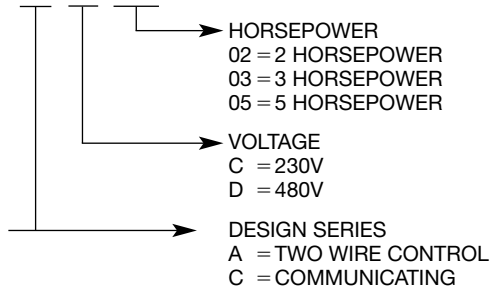 HORSEPOWER
02 = 2 HORSEPOWER
03 = 3 HORSEPOWER
05 = 5 HORSEPOWER
VOLTAGE
C = 230V
D = 480V
DESIGN SERIES
A = TWO WIRE CONTROL
C = COMMUNICATING